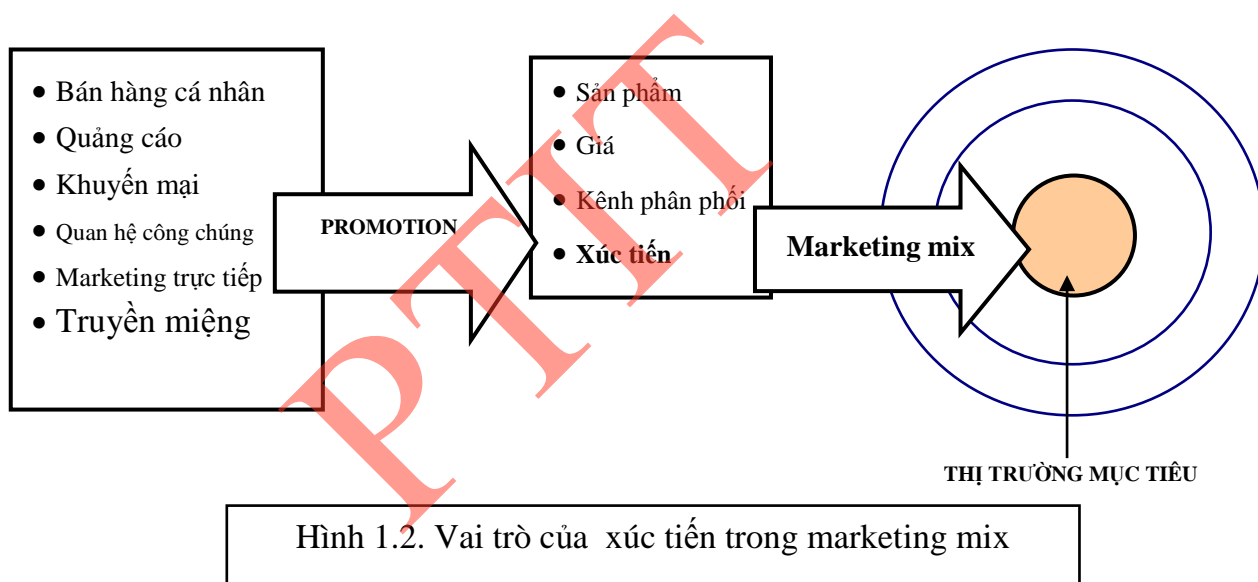 • Bán hàng cá nhân
• Quảng cáo
• Khuyến mại
• Quan hệ công chúng
• Marketing trực tiếp
• Truyền miệng
PROMOTION
• Sản phẩm
• Giá
• Kênh phân phối
• Xúc tiến
Marketing mix
THỊ TRƯỜNG MỤC TIÊU
PTIT
Hình 1.2. Vai trò của xúc tiến trong marketing mix